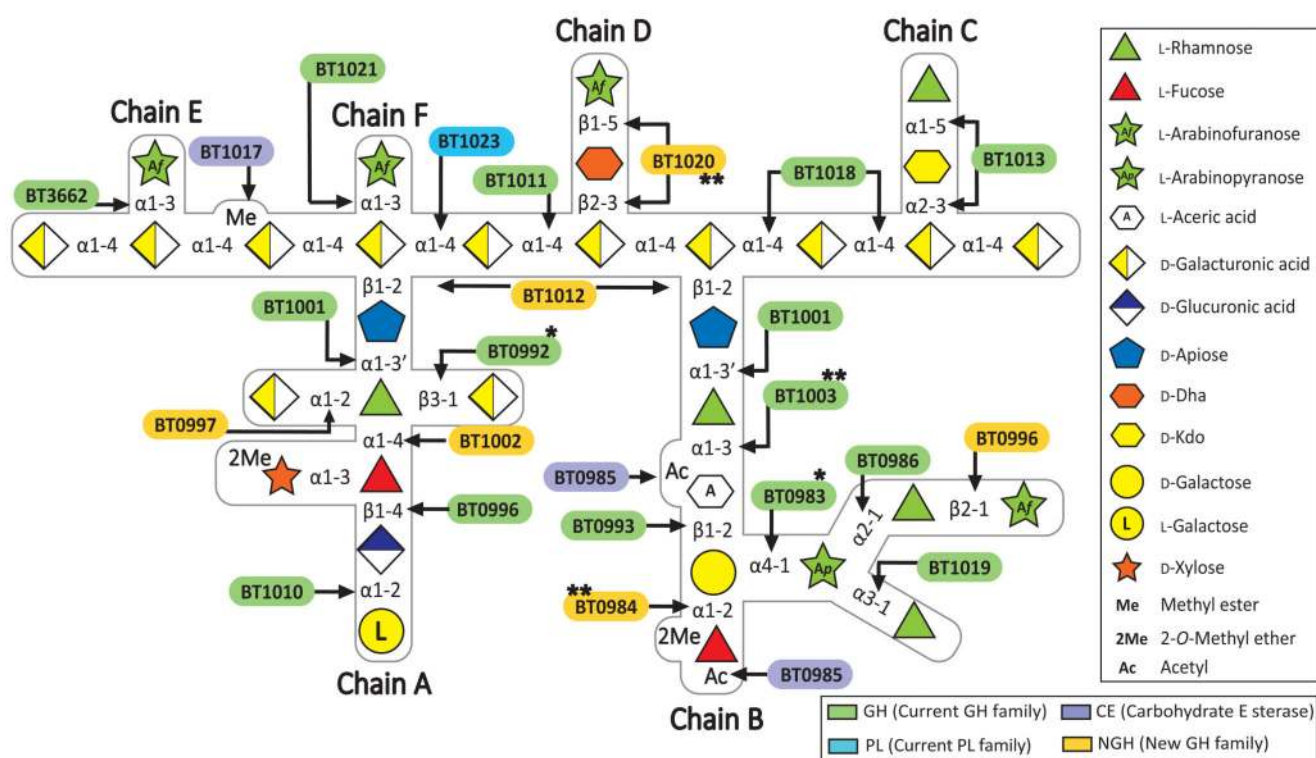 Chain D
Chain C
BT1021
Chain E
Chain F
Af
β1-5
α1-5
BT1017
BT1023
BT1020
**
BT1013
Af
Af
BT1011
BT1018
BT3662
α1-3
Me
α1-3
β2-3
α2-3
α1-4 α1-4 α1-4 α1-4 α1-4 α1-4 α1-4 α1-4 α1-4
β1-2
BT1012
β1-2
BT1001
BT0992*
BT1001
α1-3'
α1-3'
BT1003**
α1-2
β3-1
BT0997
α1-4
BT1002
α1-3
BT0996
2Me
α1-3
BT0985
Ac
A
BT0986
β1-4
BT0996
BT0983*
β2-1
Af
BT0993
β1-2
α2-1
α4-1
Ap
BT1019
BT1010
α1-2
**
BT0984
α1-2
α3-1
L
2Me
Ac
BT0985
Chain A
Chain B
L-Rhamnose
L-Fucose
Af L-Arabinofuranose
Ap L-Arabinopyranose
A L-Aceric acid
D-Galacturonic acid
D-Glucuronic acid
D-Apiose
D-Dha
D-Kdo
D-Galactose
L L-Galactose
D-Xylose
Me Methyl ester
2Me 2-O-Methyl ether
Ac Acetyl
GH (Current GH family)
CE (Carbohydrate E sterase)
PL (Current PL family)
NGH (New GH family)